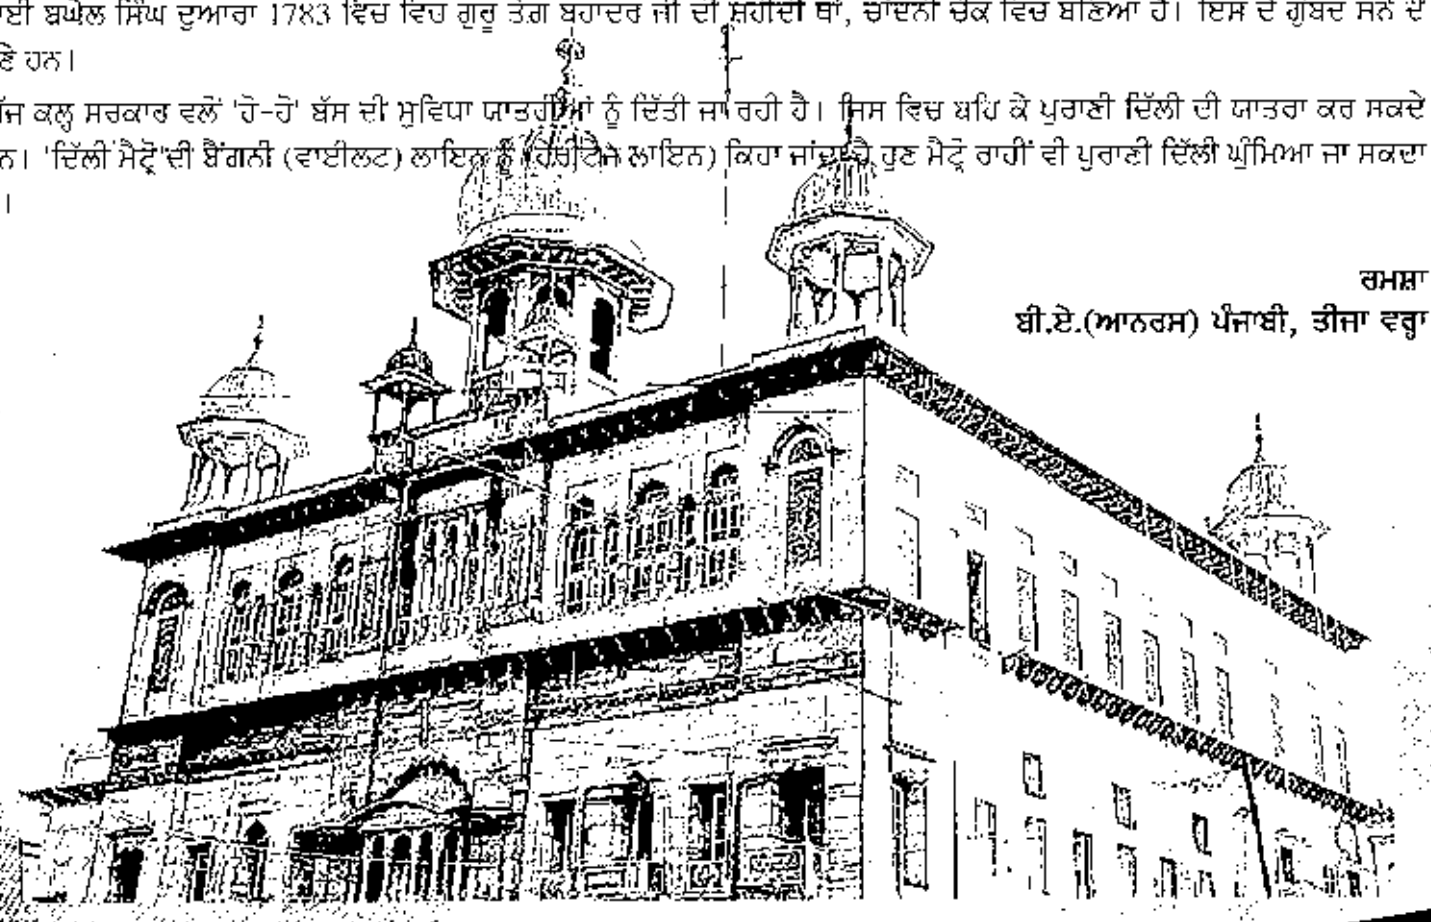 ਬਘੇਲ ਸਿੰਘ ਦੁਆਰਾ 1783 ਵਿਚ ਵਿਚ ਗੁਰੂ ਤੇਗ਼ ਬਹਾਦਰ ਜੀ ਦੀ ਸ਼ਹੀਦੀ ਥਾਂ, ਚਾਂਦਨੀ ਚੌਕ ਵਿਚ ਬਣਿਆ ਹੈ। ਇਸ ਦੇ ਗੁੰਬਦ ਸੋਨੇ ਦੇ
ਹਨ।
ਕਲ੍ਹ ਸਰਕਾਰ ਵਲੋਂ 'ਹੋ-ਹੋ' ਬੱਸ ਦੀ ਸੁਵਿਧਾ ਯਾਤਰੀਆਂ ਨੂੰ ਦਿੱਤੀ ਜਾ ਰਹੀ ਹੈ। ਜਿਸ ਵਿਚ ਬਹਿ ਕੇ ਪੁਰਾਣੀ ਦਿੱਲੀ ਦੀ ਯਾਤਰਾ ਕਰ ਸਕਦੇ
'ਦਿੱਲੀ ਮੈਟ੍ਰੋ' ਦੀ ਬੈਂਗਨੀ (ਵਾਈਲਟ) ਲਾਇਨ ਨੂੰ (ਹੈਰੀਟੇਜ ਲਾਇਨ) ਕਿਹਾ ਜਾਂਦਾ ਹੈ ਹੁਣ ਮੈਟ੍ਰੋ ਰਾਹੀਂ ਵੀ ਪੁਰਾਣੀ ਦਿੱਲੀ ਘੁੰਮਿਆ ਜਾ ਸਕਦਾ
।
ਰਮਸ਼ਾ
ਬੀ.ਏ.(ਆਨਰਸ) ਪੰਜਾਬੀ, ਤੀਜਾ ਵਰ੍ਹਾ